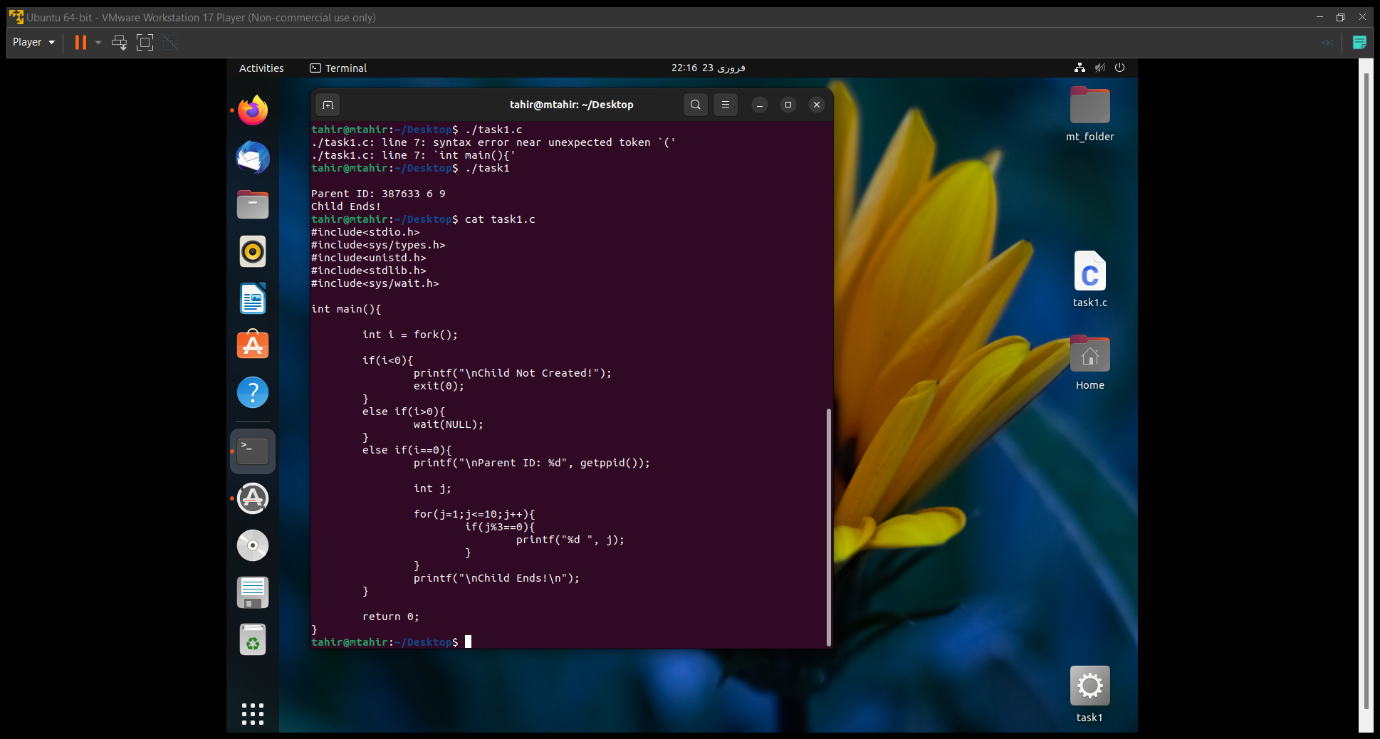 Ubuntu 64-bit - VMware Workstation 17 Player (Non-commercial use only)
Player
Activities
Terminal
22:16 23 فروری
tahir@mtahir: ~/Desktop
tahir@mtahir:~/Desktop$ ./task1.c
./task1.c: line 7: syntax error near unexpected token `('
./task1.c: line 7: `int main(){'
tahir@mtahir:~/Desktop$ ./task1
Parent ID: 387633 6 9
Child Ends!
tahir@mtahir:~/Desktop$ cat task1.c
#include<stdio.h>
#include<sys/types.h>
#include<unistd.h>
#include<stdlib.h>
#include<sys/wait.h>
int main(){
int i = fork();
if(i<0){
printf("\nChild Not Created!");
exit(0);
}
else if(i>0){
wait(NULL);
}
else if(i==0){
printf("\nParent ID: %d", getppid());
int j;
for(j=1;j<=10;j++){
if(j%3==0){
printf("%d ", j);
}
}
printf("\nChild Ends!\n");
}
return 0;
}
tahir@mtahir:~/Desktop$
mt_folder
C
task1.c
Home
task1